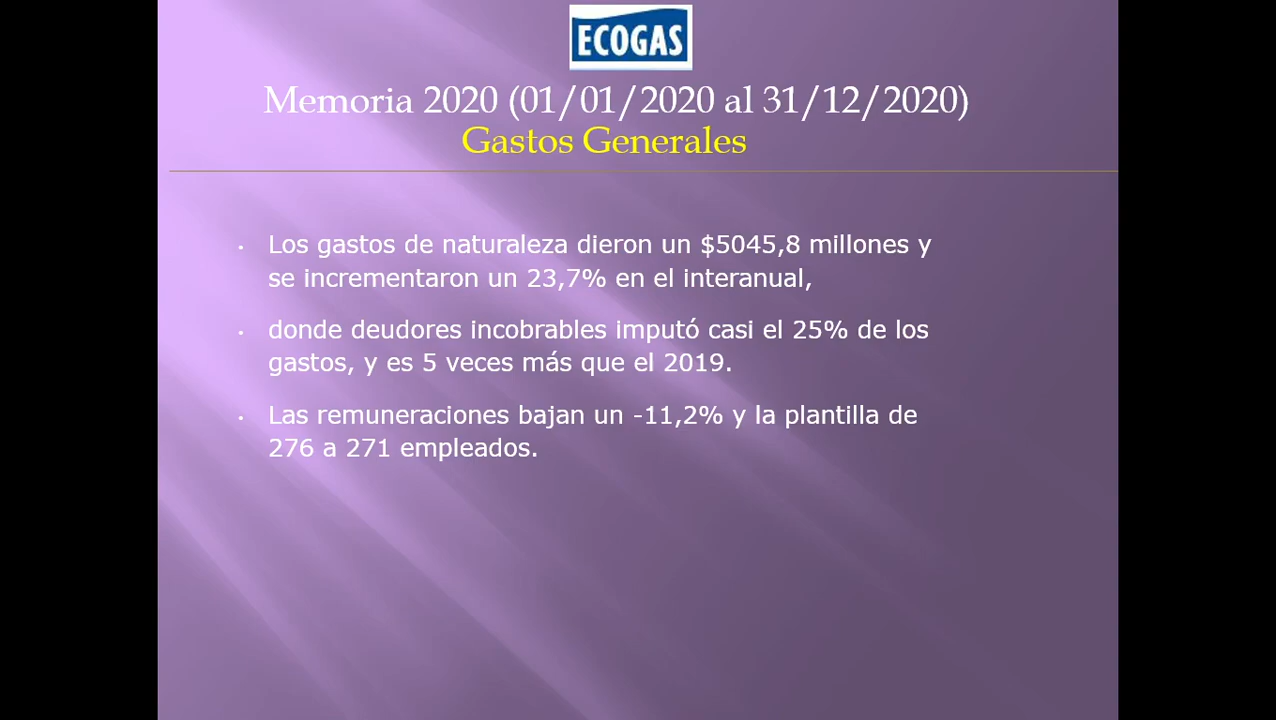 ECOGAS
Memoria 2020 (01/01/2020 al 31/12/2020)
Gastos Generales
• Los gastos de naturaleza dieron un $5045,8 millones y
se incrementaron un 23,7% en el interanual,
• donde deudores incobrables imputó casi el 25% de los
gastos, y es 5 veces más que el 2019.
• Las remuneraciones bajan un -11,2% y la plantilla de
276 a 271 empleados.